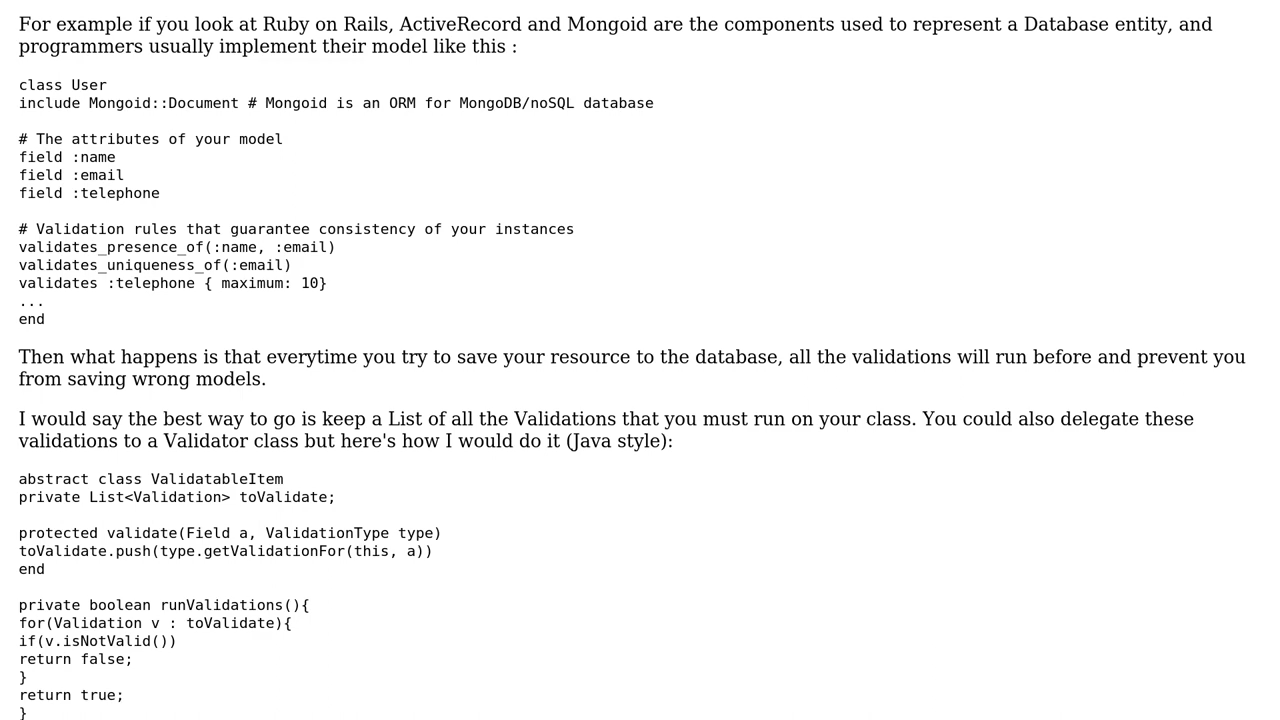 For example if you look at Ruby on Rails, ActiveRecord and Mongoid are the components used to represent a Database entity, and
programmers usually implement their model like this :
class User
include Mongoid::Document # Mongoid is an ORM for MongoDB/noSQL database
# The attributes of your model
field :name
field :email
field :telephone
# Validation rules that guarantee consistency of your instances
validates_presence_of(:name, :email)
validates_uniqueness_of(:email)
validates :telephone { maximum: 10}
...
end
Then what happens is that everytime you try to save your resource to the database, all the validations will run before and prevent you
from saving wrong models.
I would say the best way to go is keep a List of all the Validations that you must run on your class. You could also delegate these
validations to a Validator class but here's how I would do it (Java style):
abstract class ValidatableItem
private List<Validation> toValidate;
protected validate(Field a, ValidationType type)
toValidate.push(type.getValidationFor(this, a))
end
private boolean runValidations(){
for(Validation v : toValidate){
if(v.isNotValid())
return false;
}
return true;
}